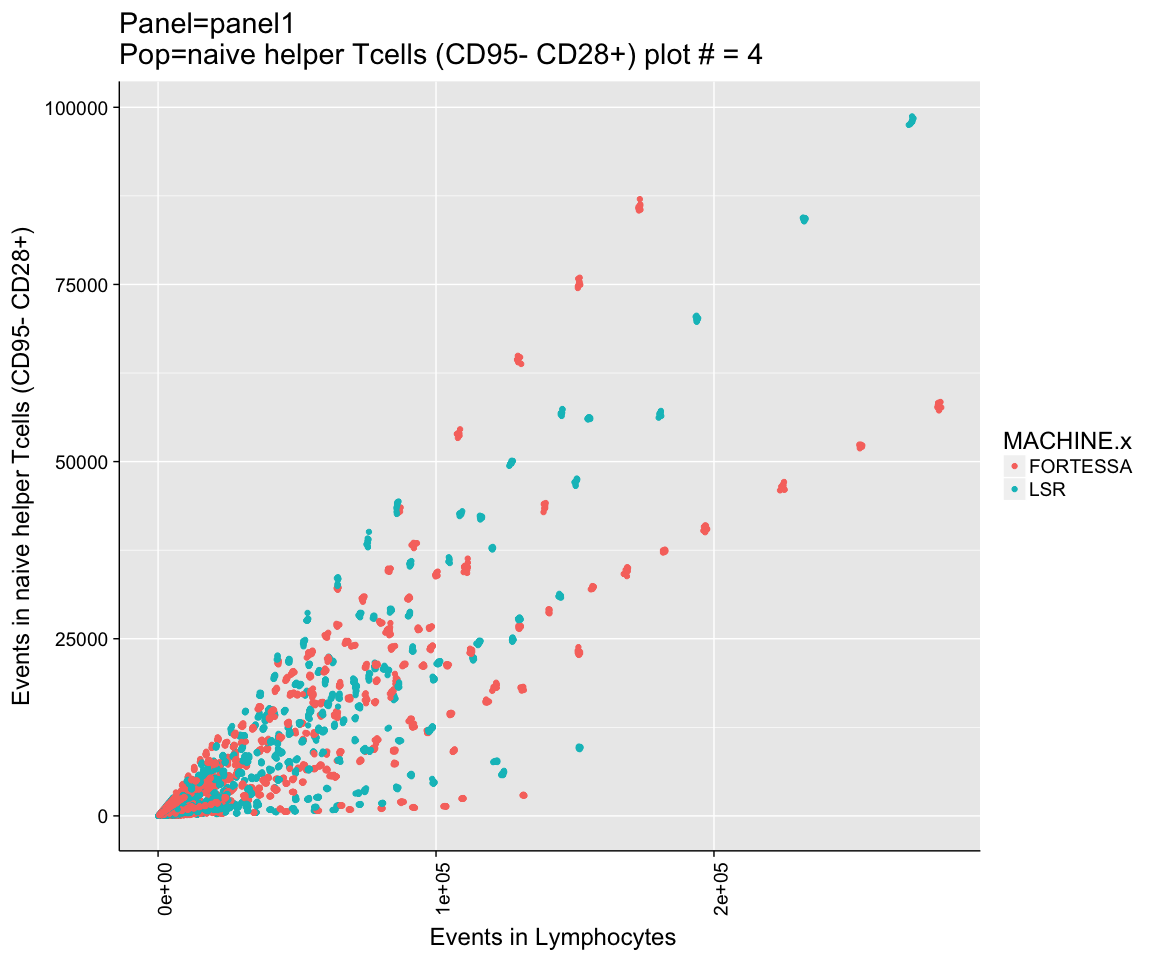 Panel=panel1
Pop=naive helper Tcells (CD95- CD28+) plot # = 4
100000
75000
50000
25000
0
Events in naive helper Tcells (CD95- CD28+)
0e+00
1e+05
2e+05
Events in Lymphocytes
MACHINE.x
FORTESSA
LSR